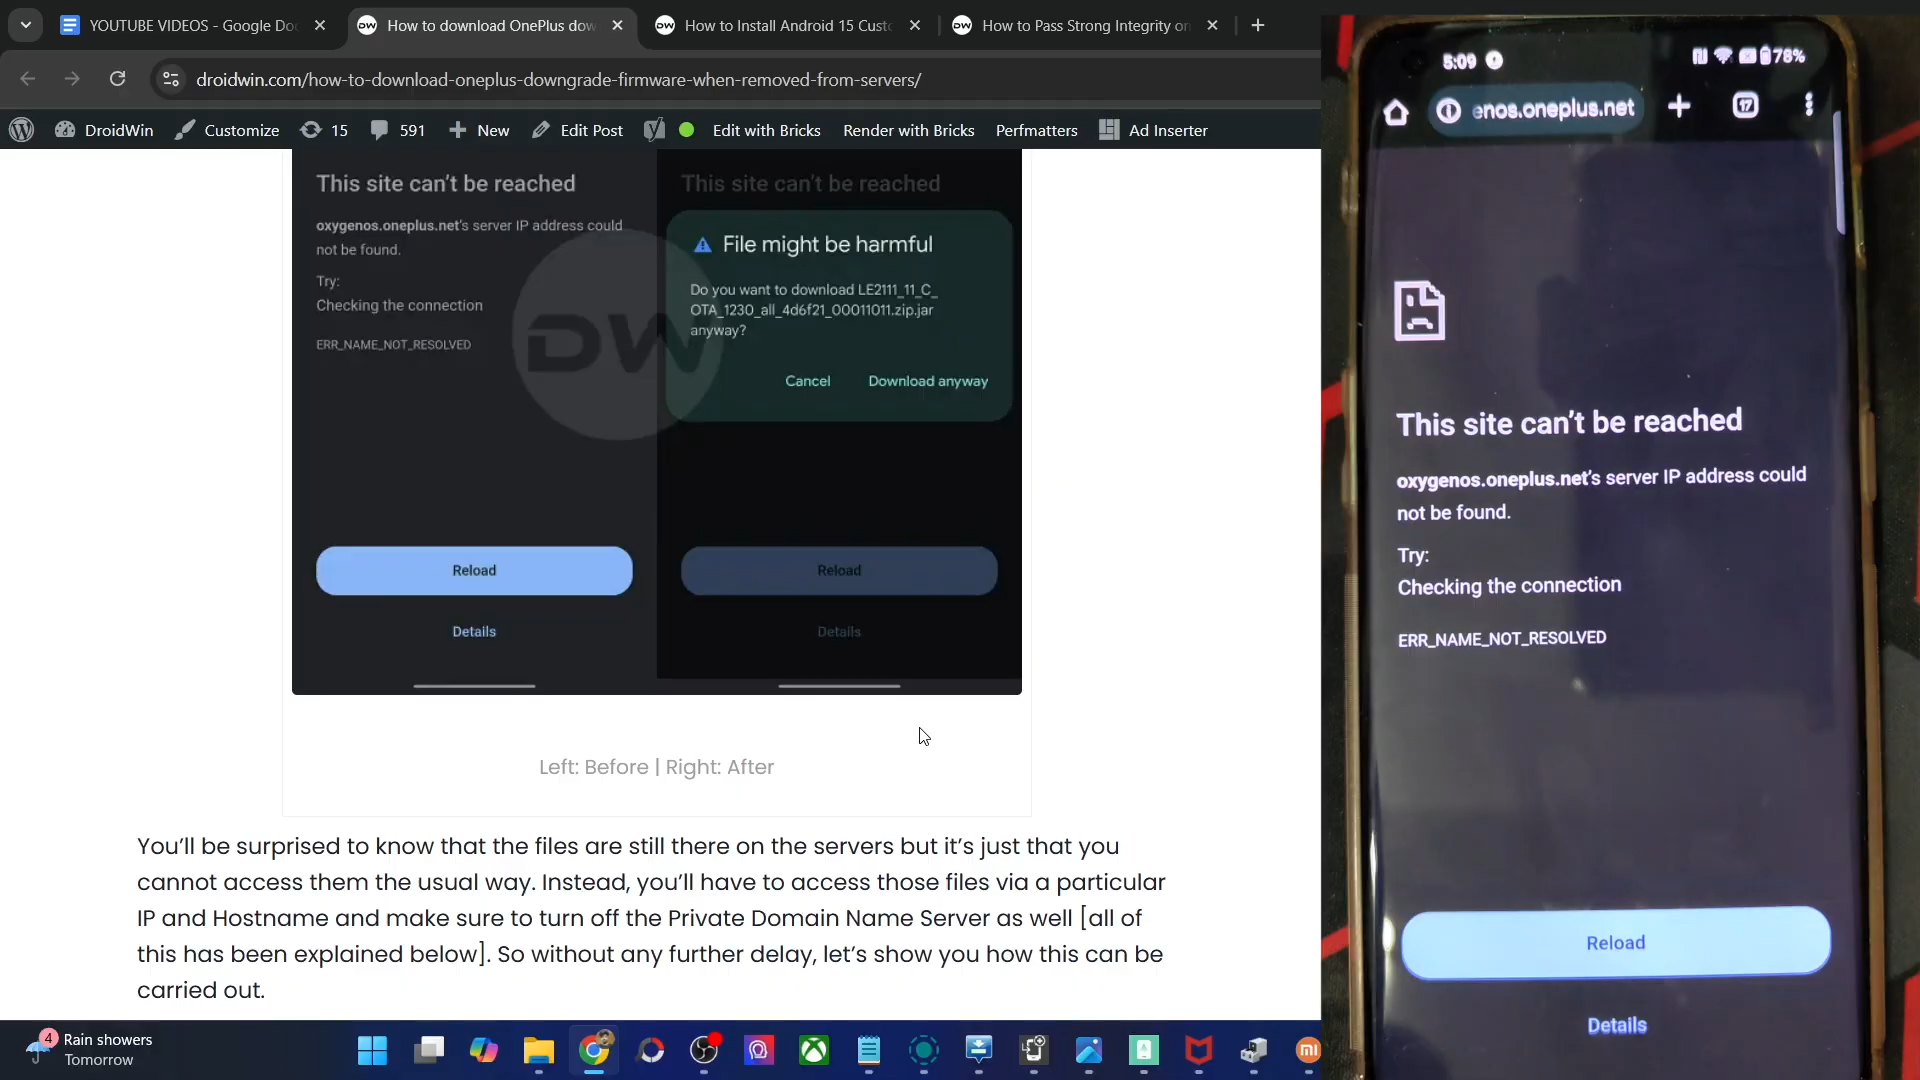 YOUTUBE VIDEOS - Google Do
How to download OnePlus dow
How to Install Android 15 Custo
How to Pass Strong Integrity on
droidwin.com/how-to-download-oneplus-downgrade-firmware-when-removed-from-servers/
DroidWin
Customize
15
591
New
Edit Post
Edit with Bricks
Render with Bricks
Perfmatters
Ad Inserter
This site can't be reached
oxygenos.oneplus.net's server IP address could
not be found.
Try:
Checking the connection
ERR_NAME_NOT_RESOLVED
Reload
Details
This site can't be reached
File might be harmful
Do you want to download LE2111_11_C_
OTA_1230_all_4d6f21_00011011.zip.jar
anyway?
Cancel
Download anyway
Reload
Details
DW
Left: Before | Right: After
You'll be surprised to know that the files are still there on the servers but it's just that you
cannot access them the usual way. Instead, you'll have to access those files via a particular
IP and Hostname and make sure to turn off the Private Domain Name Server as well [all of
this has been explained below]. So without any further delay, let's show you how this can be
carried out.
4
Rain showers
Tomorrow
5:09
78%
enos.oneplus.net
17
This site can't be reached
oxygenos.oneplus.net's server IP address could
not be found.
Try:
Checking the connection
ERR_NAME_NOT_RESOLVED
Reload
Details